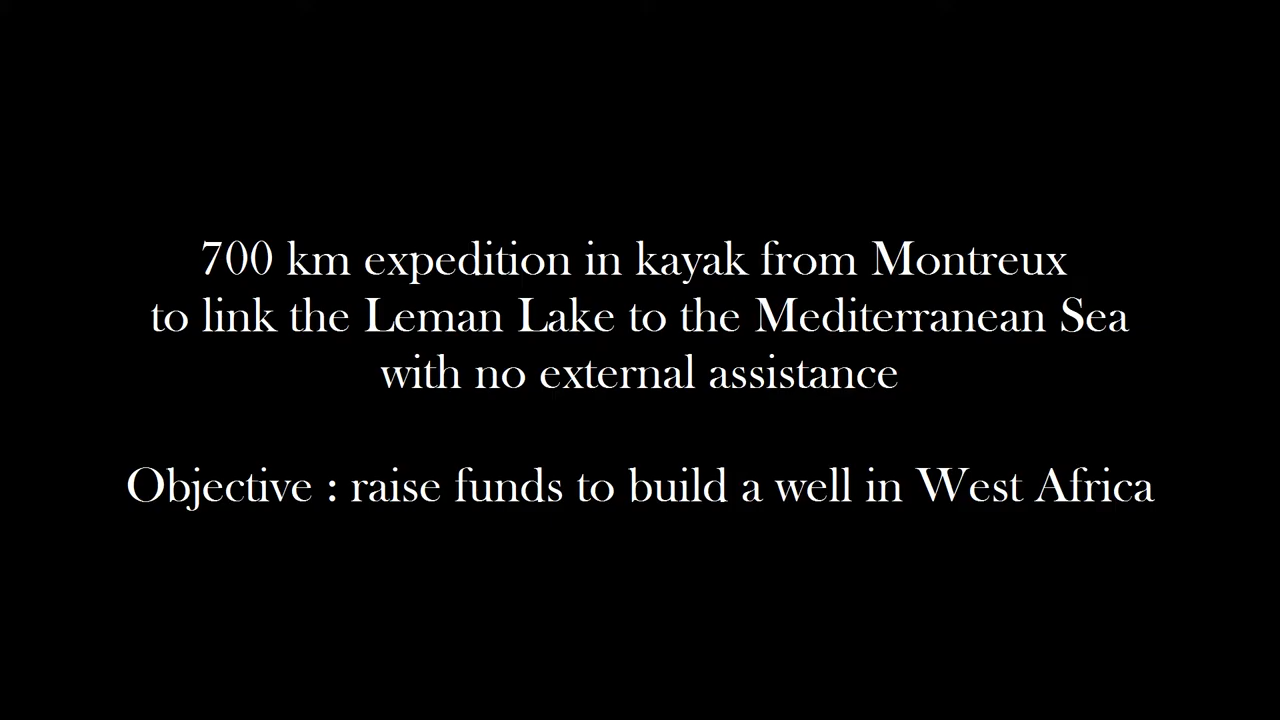 700 km expedition in kayak from Montreux
to link the Leman Lake to the Mediterranean Sea
with no external assistance
Objective : raise funds to build a well in West Africa